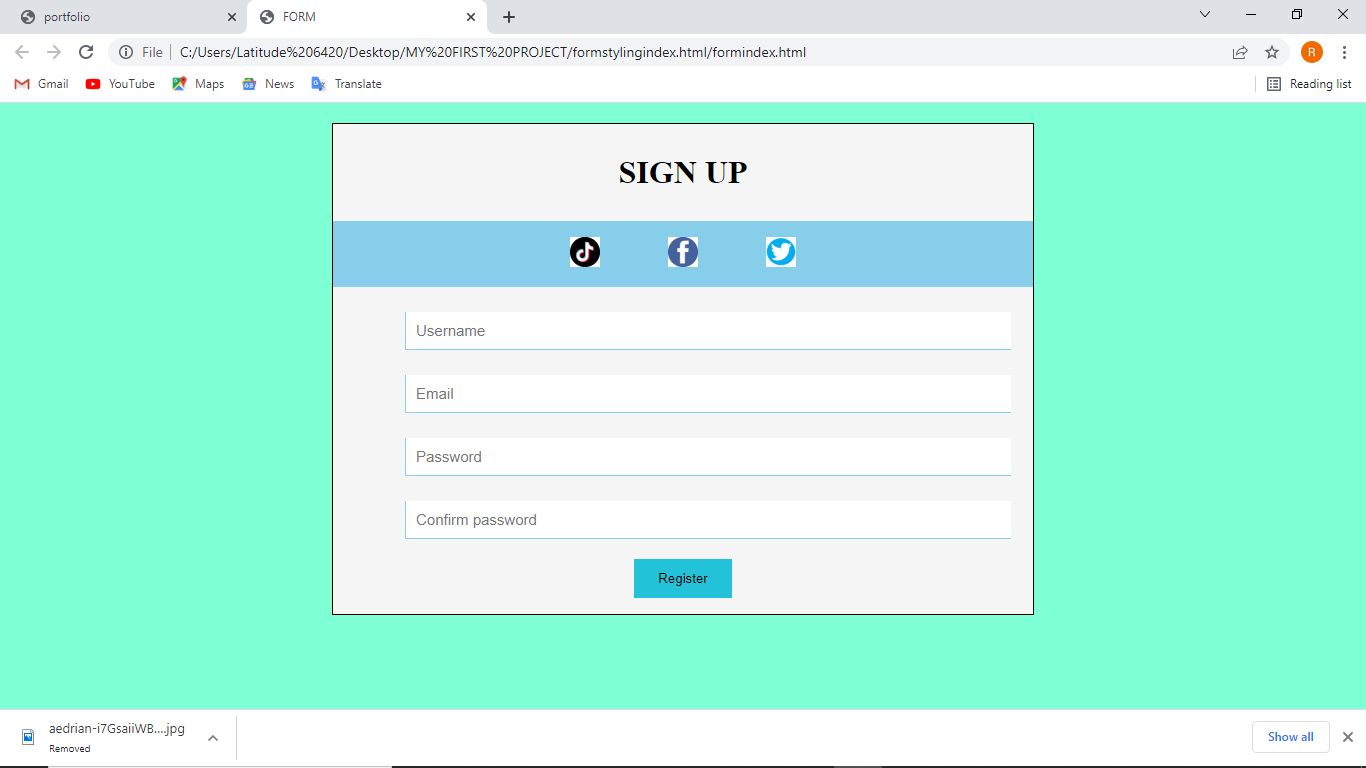 portfolio
FORM
File
C:/Users/Latitude%206420/Desktop/MY%20FIRST%20PROJECT/formstylingindex.html/formindex.html
R
Gmail
YouTube
Maps
News
Translate
Reading list
SIGN UP
Username
Email
Password
Confirm password
Register
aedrian-i7GsaiiWB....jpg
Removed
Show all